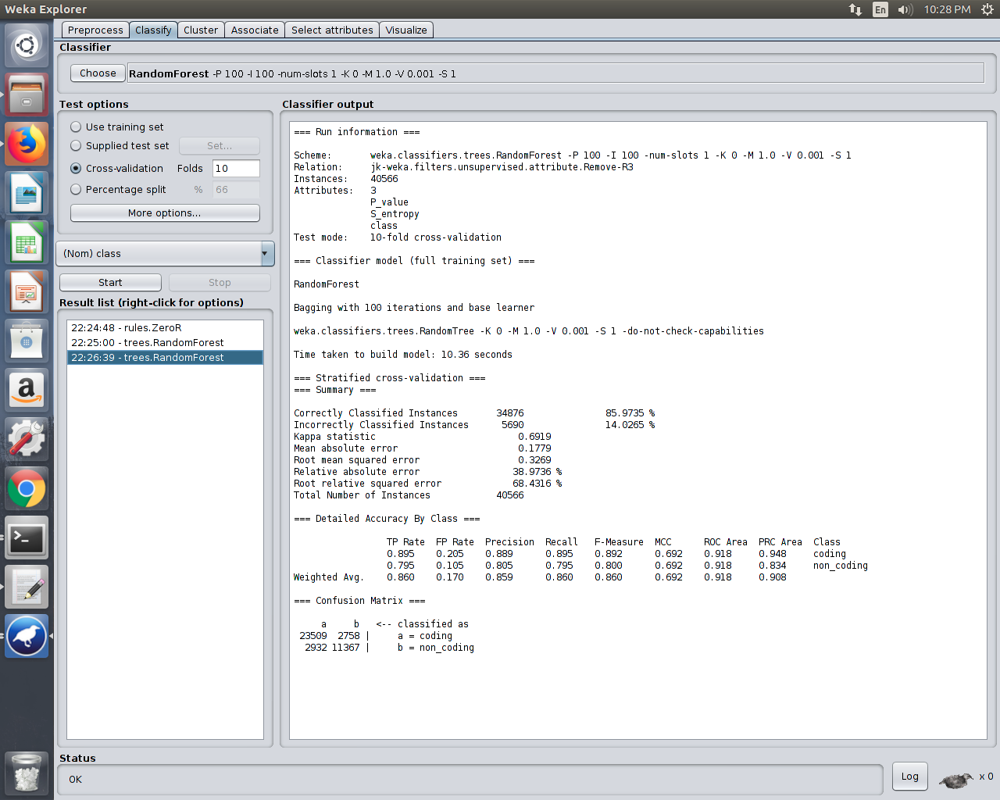 Weka Explorer
En
10:28 PM
Preprocess Classify Cluster Associate Select attributes Visualize
Classifier
Choose RandomForest -P 100 -I 100 -num-slots 1 -K 0 -M 1.0 -V 0.001 -S 1
Test options
Use training set
Supplied test set Set...
Cross-validation Folds 10
Percentage split % 66
More options...
(Nom) class
Start Stop
Result list (right-click for options)
22:24:48 - rules.ZeroR
22:25:00 - trees.RandomForest
22:26:39 - trees.RandomForest
Classifier output
=== Run information ===
Scheme: weka.classifiers.trees.RandomForest -P 100 -I 100 -num-slots 1 -K 0 -M 1.0 -V 0.001 -S 1
Relation: jk-weka.filters.unsupervised.attribute.Remove-R3
Instances: 40566
Attributes: 3
P_value
S_entropy
class
Test mode: 10-fold cross-validation
=== Classifier model (full training set) ===
RandomForest
Bagging with 100 iterations and base learner
weka.classifiers.trees.RandomTree -K 0 -M 1.0 -V 0.001 -S 1 -do-not-check-capabilities
Time taken to build model: 10.36 seconds
=== Stratified cross-validation ===
=== Summary ===
Correctly Classified Instances 34876 85.9735 %
Incorrectly Classified Instances 5690 14.0265 %
Kappa statistic 0.6919
Mean absolute error 0.1779
Root mean squared error 0.3269
Relative absolute error 38.9736 %
Root relative squared error 68.4316 %
Total Number of Instances 40566
=== Detailed Accuracy By Class ===
TP Rate FP Rate Precision Recall F-Measure MCC ROC Area PRC Area Class
0.895 0.205 0.889 0.895 0.892 0.692 0.918 0.948 coding
0.795 0.105 0.805 0.795 0.800 0.692 0.918 0.834 non_coding
Weighted Avg. 0.860 0.170 0.859 0.860 0.860 0.692 0.918 0.908
=== Confusion Matrix ===
a b <-- classified as
23509 2758 | a = coding
2932 11367 | b = non_coding
Status
OK
Log
x 0